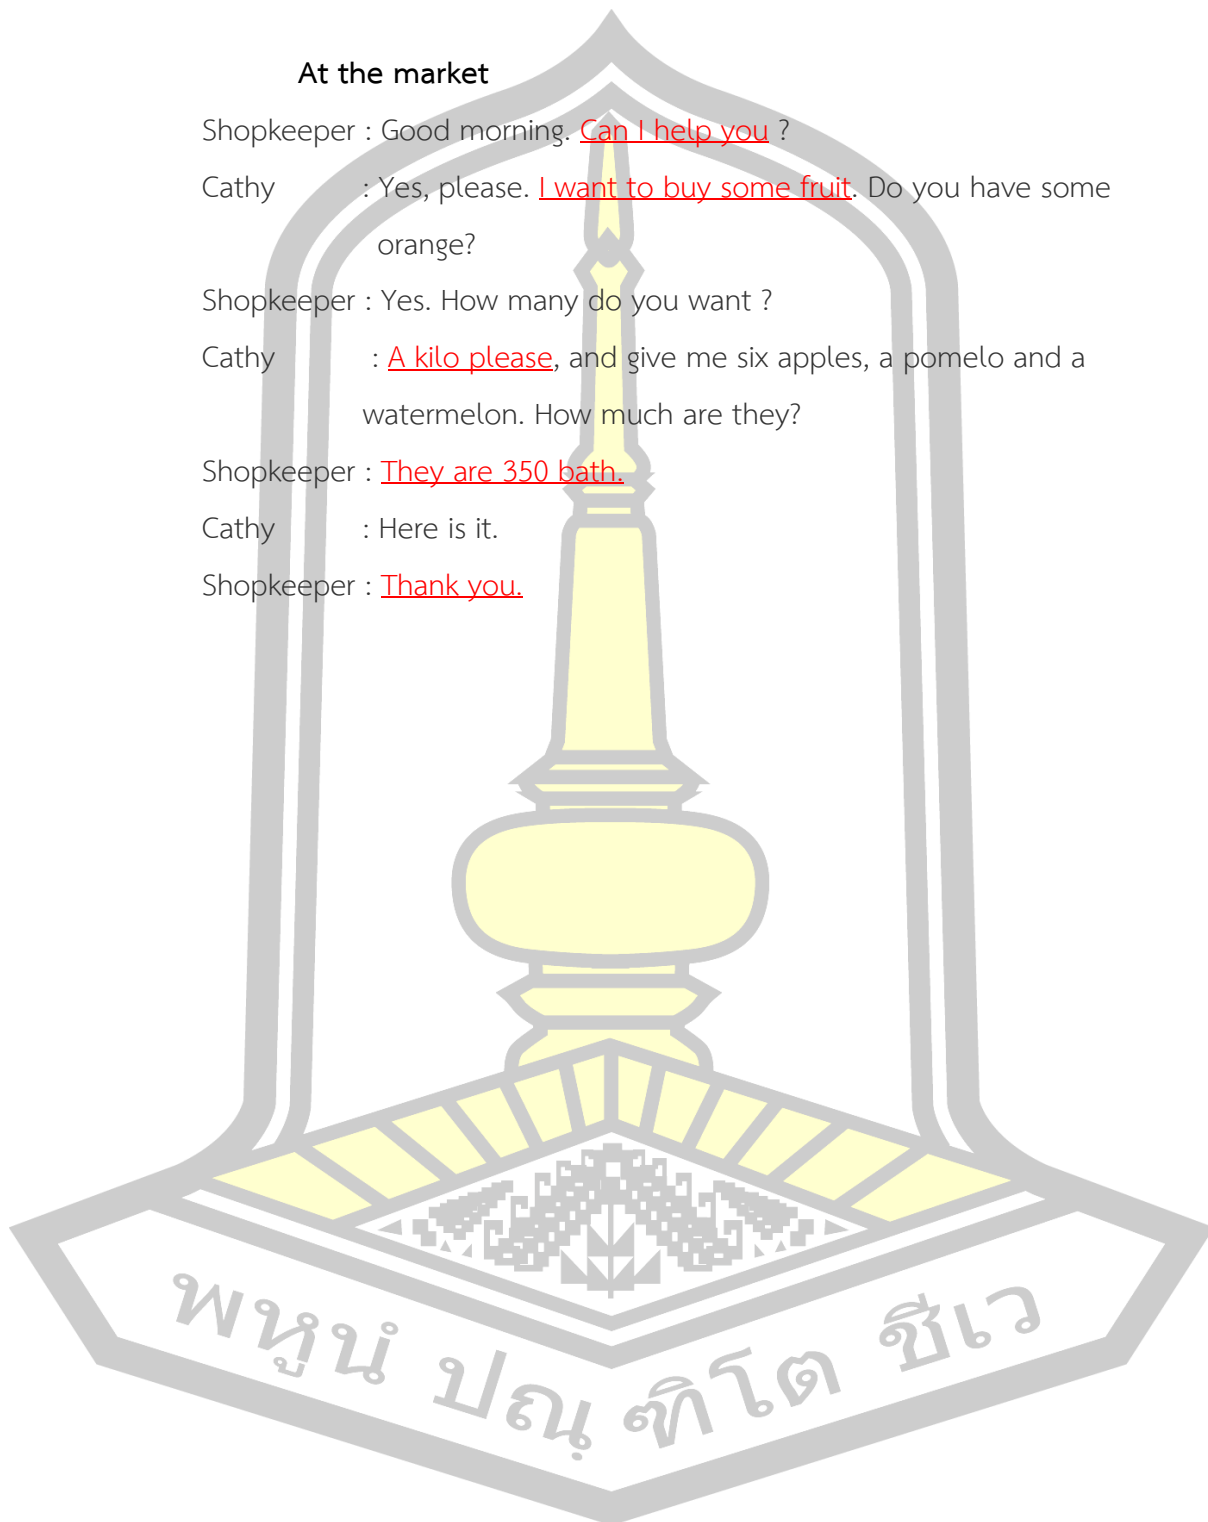 At the market
Shopkeeper : Good morning. Can I help you ?
Cathy : Yes, please. I want to buy some fruit. Do you have some
orange?
Shopkeeper : Yes. How many do you want ?
Cathy : A kilo please, and give me six apples, a pomelo and a
watermelon. How much are they?
Shopkeeper : They are 350 bath.
Cathy : Here is it.
Shopkeeper : Thank you.
พหูนํ ปณฺฑิโต ชีเว